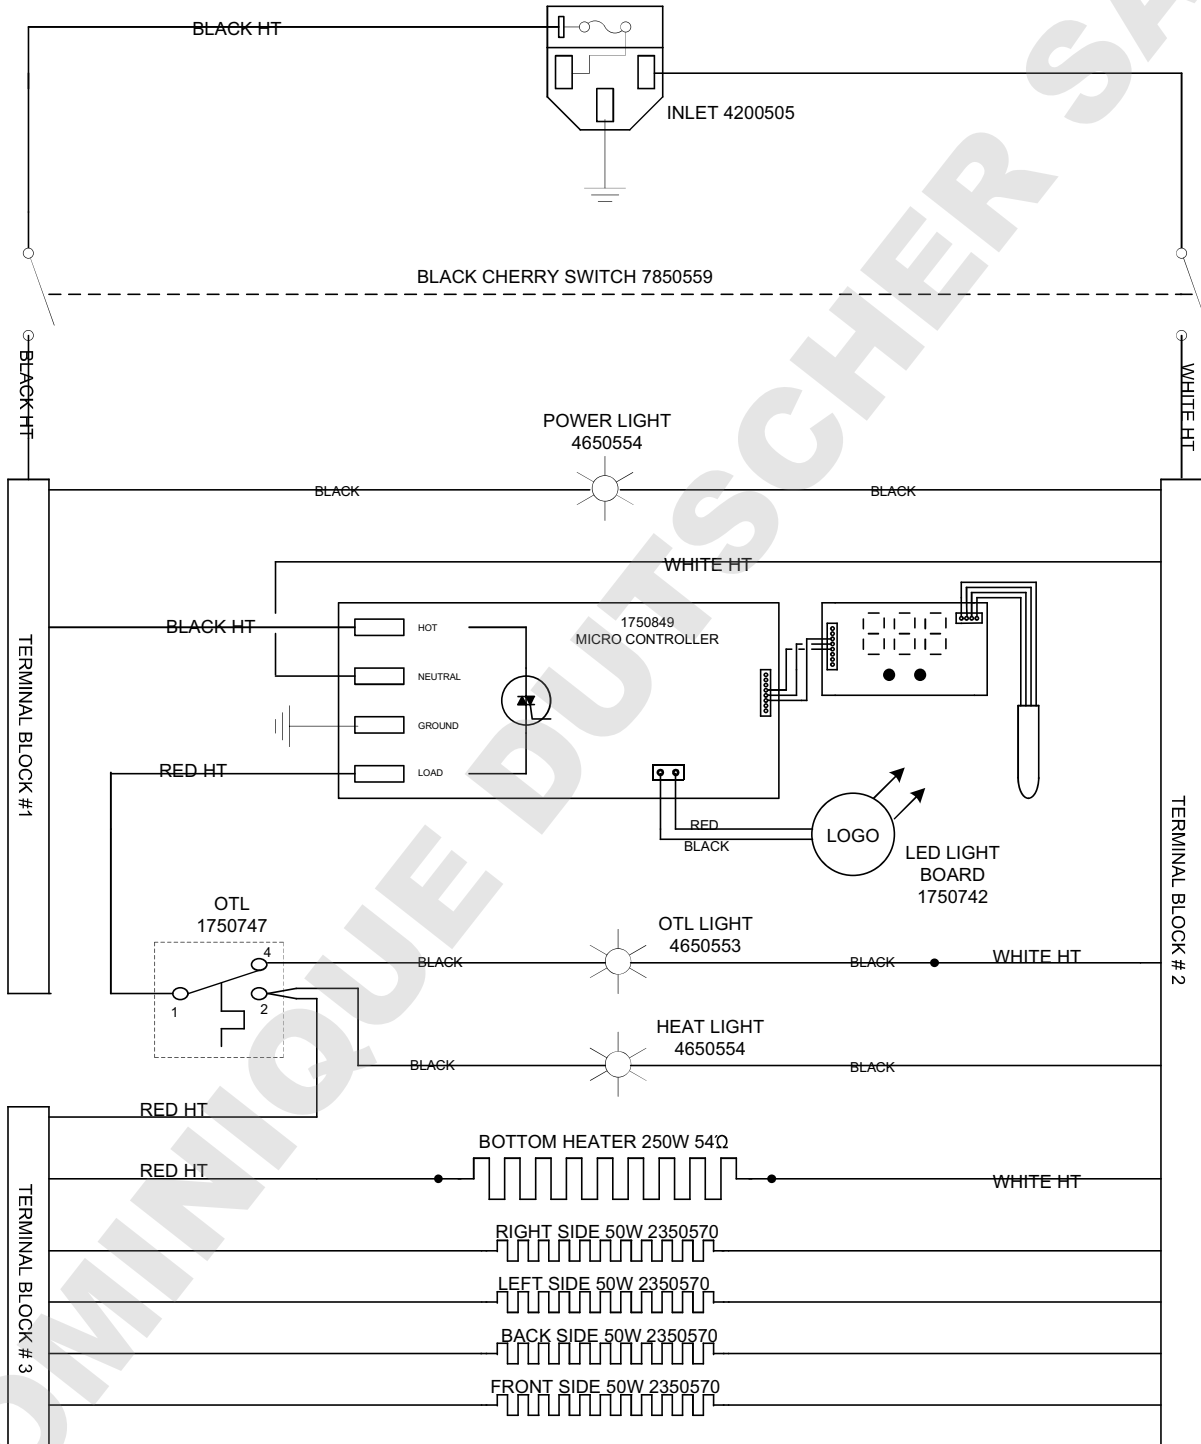 BLACK HT
INLET 4200505
BLACK CHERRY SWITCH 7850559
BLACK HT
WHITE HT
POWER LIGHT
4650554
BLACK
BLACK
WHITE HT
BLACK HT
HOT
1750849
MICRO CONTROLLER
NEUTRAL
GROUND
RED HT
LOAD
TERMINAL BLOCK #1
RED
BLACK
LOGO
LED LIGHT
BOARD
1750742
TERMINAL BLOCK # 2
OTL
1750747
OTL LIGHT
4650553
4
BLACK
BLACK
WHITE HT
1
2
HEAT LIGHT
4650554
BLACK
BLACK
RED HT
BOTTOM HEATER 250W 54Ω
RED HT
WHITE HT
TERMINAL BLOCK # 3
RIGHT SIDE 50W 2350570
LEFT SIDE 50W 2350570
BACK SIDE 50W 2350570
FRONT SIDE 50W 2350570
OMINIQUE DUTSCHER SA